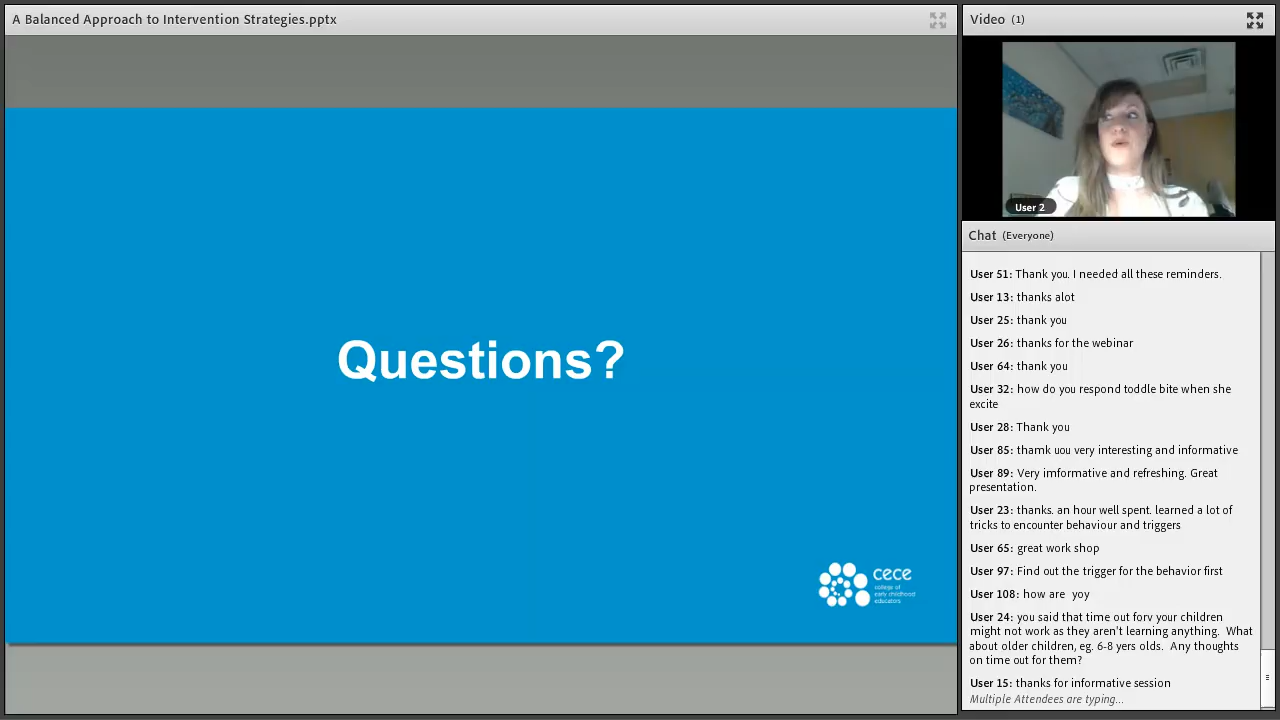 A Balanced Approach to Intervention Strategies.pptx
Questions?
cece
college of
early childhood
educators
Video (1)
User 2
Chat (Everyone)
User 51: Thank you. I needed all these reminders.
User 13: thanks alot
User 25: thank you
User 26: thanks for the webinar
User 64: thank you
User 32: how do you respond toddle bite when she
excite
User 28: Thank you
User 85: thamk uou very interesting and informative
User 89: Very imformative and refreshing. Great
presentation.
User 23: thanks. an hour well spent. learned a lot of
tricks to encounter behaviour and triggers
User 65: great work shop
User 97: Find out the trigger for the behavior first
User 108: how are  yoy
User 24: you said that time out forv your children
might not work as they aren't learning anything.  What
about older children, eg. 6-8 yers olds.  Any thoughts
on time out for them?
User 15: thanks for informative session
Multiple Attendees are typing...